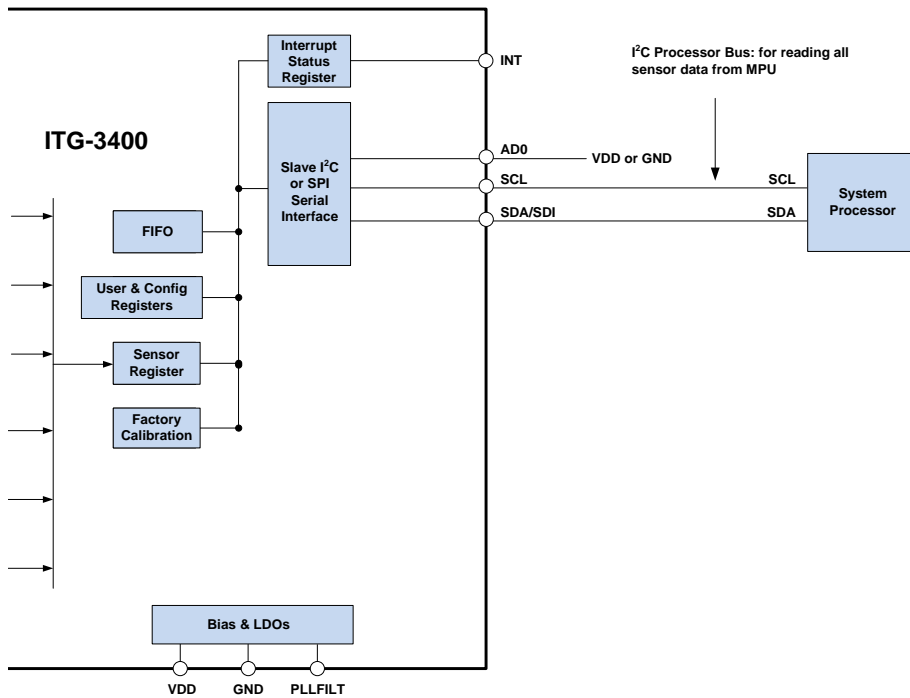 Interrupt
Status
Register
INT
I²C Processor Bus: for reading all
sensor data from MPU
ITG-3400
Slave I²C
or SPI
Serial
Interface
AD0
VDD or GND
SCL
SCL
SDA/SDI
SDA
System
Processor
FIFO
User & Config
Registers
Sensor
Register
Factory
Calibration
Bias & LDOs
VDD
GND
PLLFILT